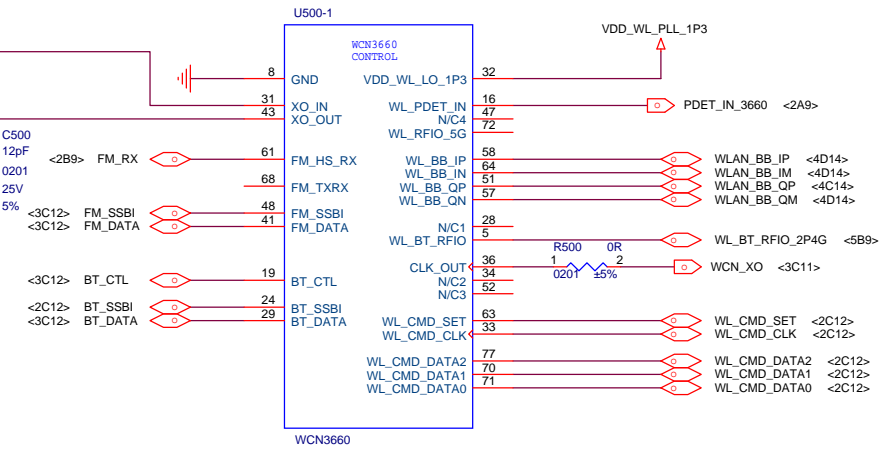 U500-1
VDD_WL_PLL_1P3
WCN3660
CONTROL
8 GND VDD_WL_LO_1P3 32
31 XO_IN WL_PDET_IN 16 PDET_IN_3660 <2A9>
43 XO_OUT N/C4 47
WL_RFIO_5G 72
C500
12pF
0201
25V
5%
<2B9> FM_RX 61 FM_HS_RX WL_BB_IP 58 WLAN_BB_IP <4D14>
WL_BB_IN 64 WLAN_BB_IM <4D14>
68 FM_TXRX WL_BB_QP 51 WLAN_BB_QP <4C14>
WL_BB_QN 57 WLAN_BB_QM <4D14>
<3C12> FM_SSBI 48 FM_SSBI
<3C12> FM_DATA 41 FM_DATA N/C1 28
WL_BT_RFIO 5 WL_BT_RFIO_2P4G <5B9>
R500 0R
CLK_OUT 36 1 2 WCN_XO <3C11>
0201 ±5%
<3C12> BT_CTL 19 BT_CTL N/C2 34
N/C3 52
<2C12> BT_SSBI 24 BT_SSBI
<3C12> BT_DATA 29 BT_DATA WL_CMD_SET 63 WL_CMD_SET <2C12>
WL_CMD_CLK 33 WL_CMD_CLK <2C12>
WL_CMD_DATA2 77 WL_CMD_DATA2 <2C12>
WL_CMD_DATA1 70 WL_CMD_DATA1 <2C12>
WL_CMD_DATA0 71 WL_CMD_DATA0 <2C12>
WCN3660